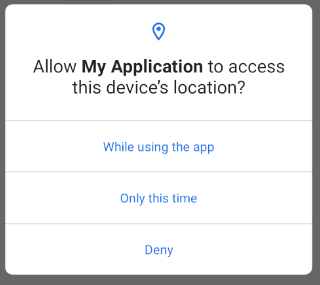 Allow My Application to access
this device's location?
While using the app
Only this time
Deny